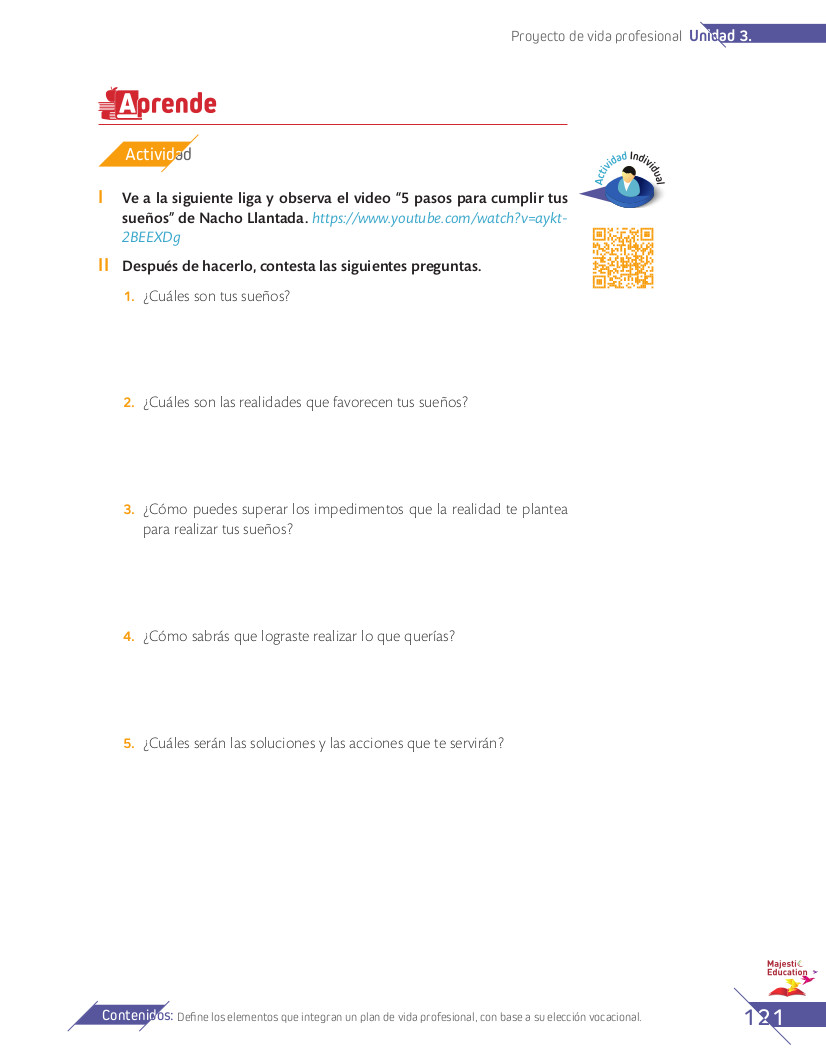 Proyecto de vida profesional Unidad 3.
Aprende
Actividad
Actividad Individual
I Ve a la siguiente liga y observa el video “5 pasos para cumplir tus
sueños” de Nacho Llantada. https://www.youtube.com/watch?v=aykt-
2BEEXDg
II Después de hacerlo, contesta las siguientes preguntas.
1. ¿Cuáles son tus sueños?
2. ¿Cuáles son las realidades que favorecen tus sueños?
3. ¿Cómo puedes superar los impedimentos que la realidad te plantea
para realizar tus sueños?
4. ¿Cómo sabrás que lograste realizar lo que querías?
5. ¿Cuáles serán las soluciones y las acciones que te servirán?
Majestic
Education
Contenidos: Define los elementos que integran un plan de vida profesional, con base a su elección vocacional.
121